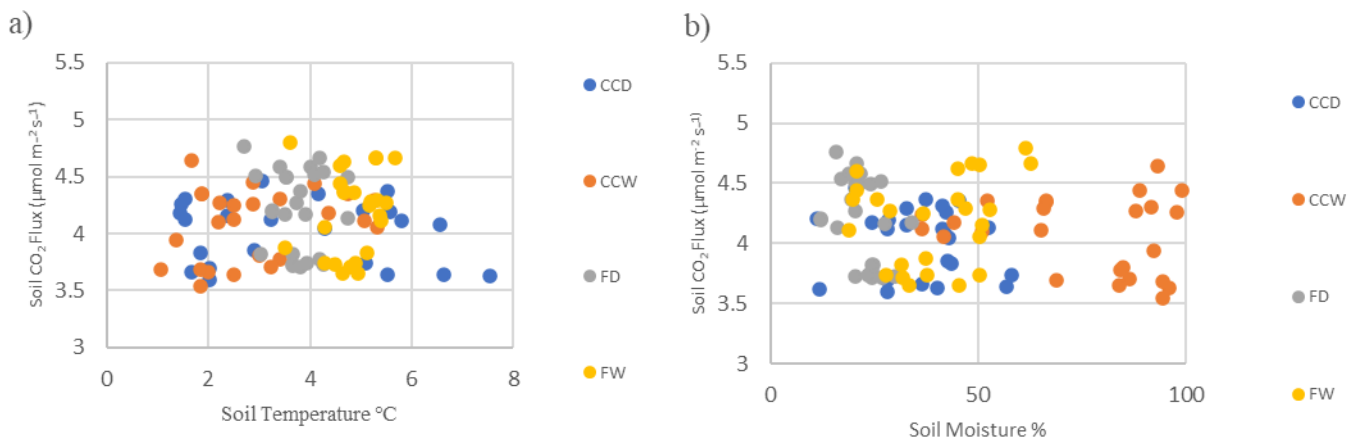 a)
Soil CO₂ Flux (μmol m⁻² s⁻¹)
5.5
5
4.5
4
3.5
3
0 2 4 6 8
Soil Temperature °C
CCD
CCW
FD
FW
b)
Soil CO₂ Flux (μmol m⁻² s⁻¹)
5.5
5
4.5
4
3.5
3
0 50 100
Soil Moisture %
CCD
CCW
FD
FW